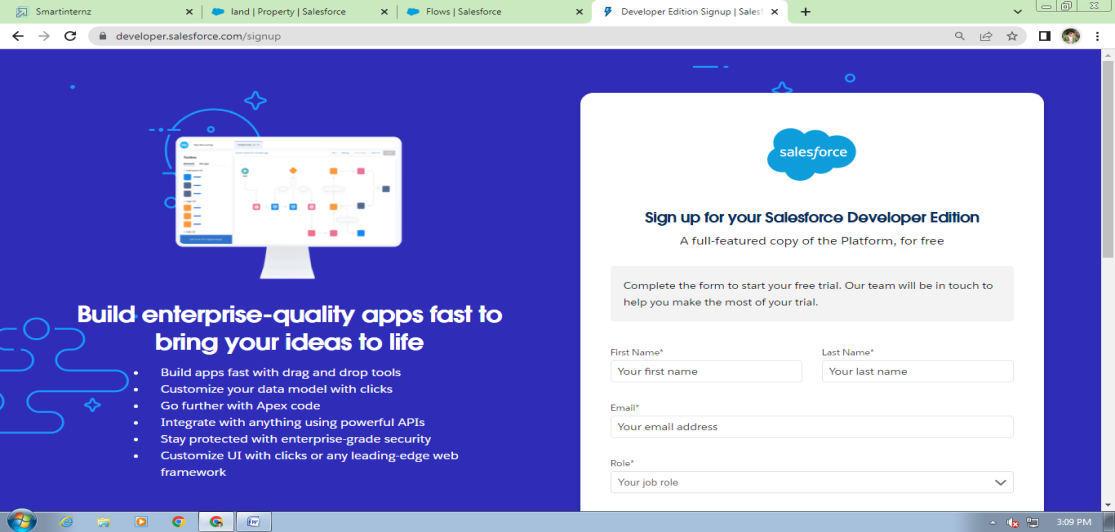 Smartinternz
land | Property | Salesforce
Flows | Salesforce
Developer Edition Signup | Sales
developer.salesforce.com/signup
Build enterprise-quality apps fast to
bring your ideas to life
• Build apps fast with drag and drop tools
• Customize your data model with clicks
• Go further with Apex code
• Integrate with anything using powerful APIs
• Stay protected with enterprise-grade security
• Customize UI with clicks or any leading-edge web
framework
salesforce
Sign up for your Salesforce Developer Edition
A full-featured copy of the Platform, for free
Complete the form to start your free trial. Our team will be in touch to
help you make the most of your trial.
First Name*
Last Name*
Your first name
Your last name
Email*
Your email address
Role*
Your job role
3:09 PM